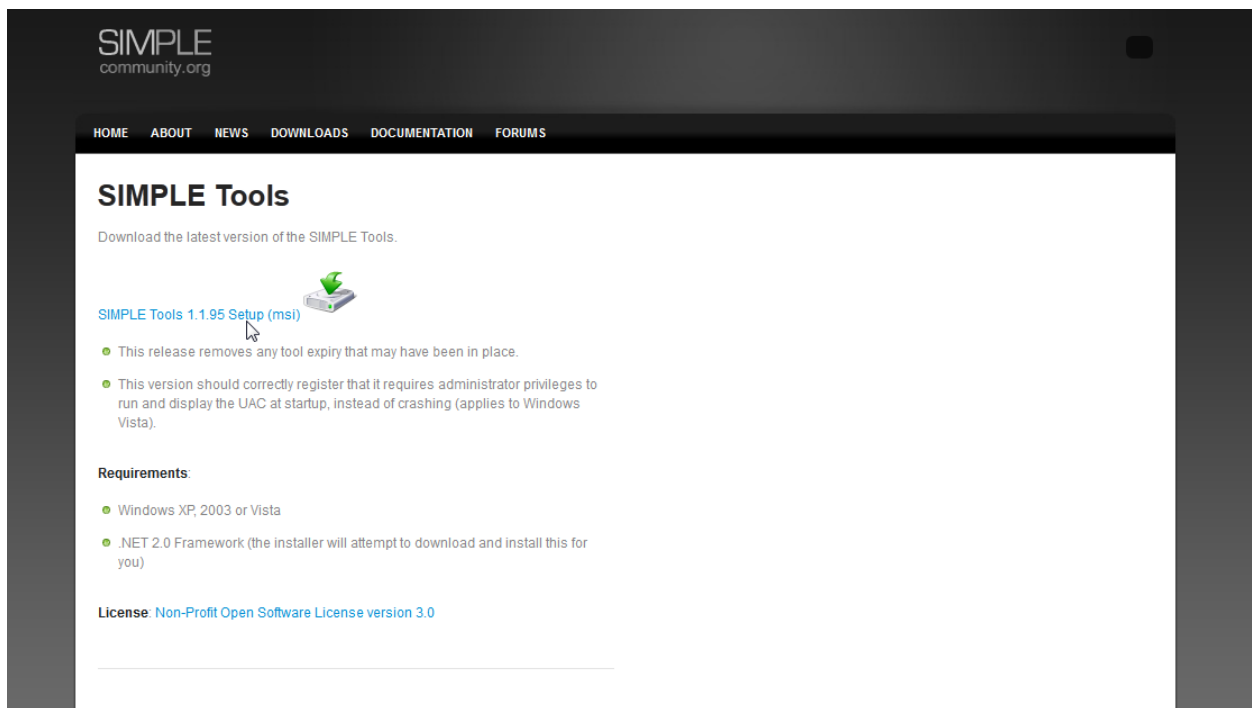 SIMPLE
community.org
HOME ABOUT NEWS DOWNLOADS DOCUMENTATION FORUMS
SIMPLE Tools
Download the latest version of the SIMPLE Tools.
SIMPLE Tools 1.1.95 Setup (msi)
This release removes any tool expiry that may have been in place.
This version should correctly register that it requires administrator privileges to
run and display the UAC at startup, instead of crashing (applies to Windows
Vista).
Requirements:
Windows XP, 2003 or Vista
.NET 2.0 Framework (the installer will attempt to download and install this for
you)
License: Non-Profit Open Software License version 3.0